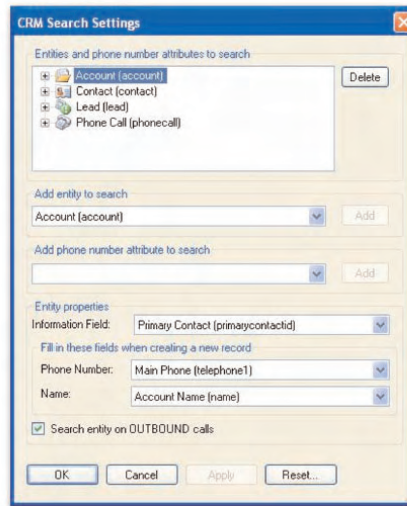 CRM Search Settings
Entities and phone number attributes to search
Account (account)
Contact (contact)
Lead (lead)
Phone Call (phonecall)
Delete
Add entity to search
Account (account)
Add
Add phone number attribute to search
Add
Entity properties
Information Field: Primary Contact (primarycontactid)
Fill in these fields when creating a new record
Phone Number: Main Phone (telephone1)
Name: Account Name (name)
Search entity on OUTBOUND calls
OK Cancel Apply Reset...